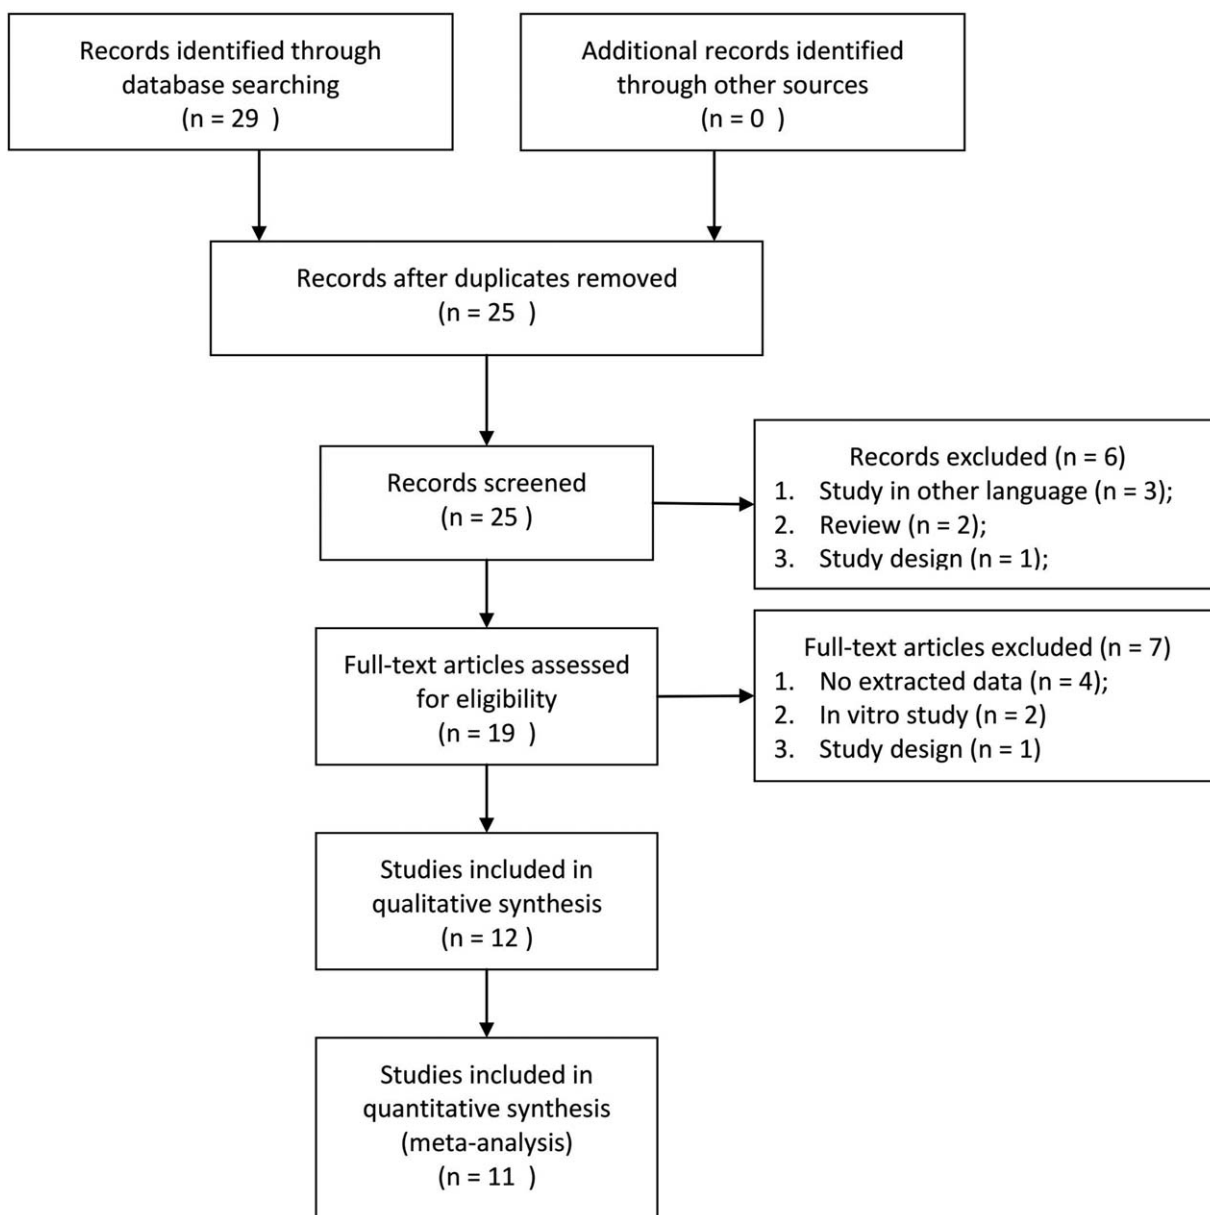 Records identified through
database searching
(n = 29  )
Additional records identified
through other sources
(n = 0  )
Records after duplicates removed
(n = 25  )
Records screened
(n = 25 )
Records excluded (n = 6)
1. Study in other language (n = 3);
2. Review (n = 2);
3. Study design (n = 1);
Full-text articles assessed
for eligibility
(n = 19  )
Full-text articles excluded (n = 7)
1. No extracted data (n = 4);
2. In vitro study (n = 2)
3. Study design (n = 1)
Studies included in
qualitative synthesis
(n = 12 )
Studies included in
quantitative synthesis
(meta-analysis)
(n = 11  )